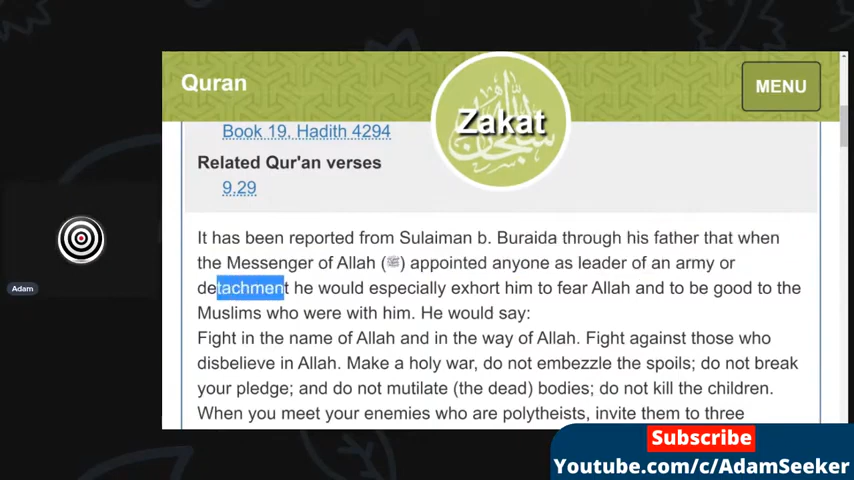 Quran
Zakat
MENU
Book 19, Hadith 4294
Related Qur'an verses
9.29
It has been reported from Sulaiman b. Buraida through his father that when
the Messenger of Allah (ﷺ) appointed anyone as leader of an army or
detachment he would especially exhort him to fear Allah and to be good to the
Muslims who were with him. He would say:
Fight in the name of Allah and in the way of Allah. Fight against those who
disbelieve in Allah. Make a holy war, do not embezzle the spoils; do not break
your pledge; and do not mutilate (the dead) bodies; do not kill the children.
When you meet your enemies who are polytheists, invite them to three
Adam
Subscribe
Youtube.com/c/AdamSeeker